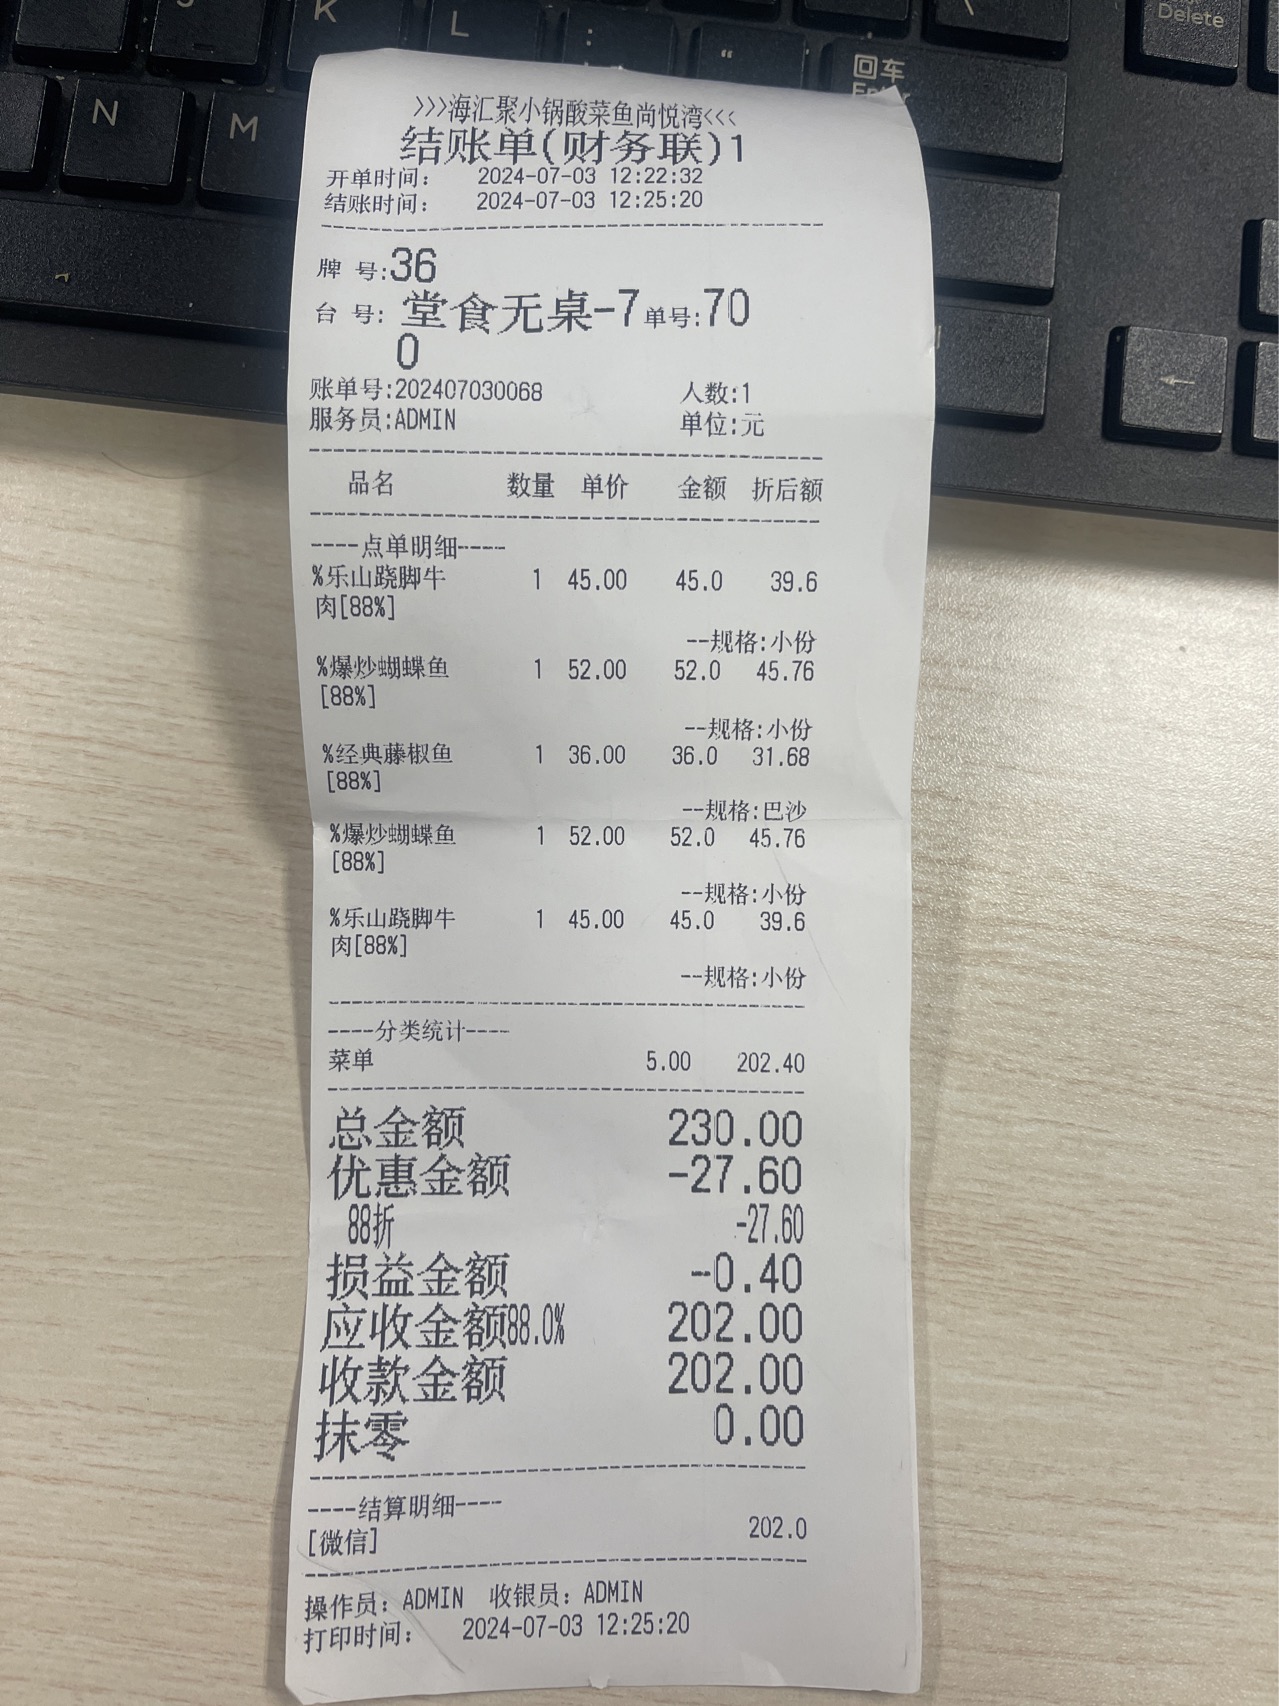 K
L
:
"
\
Delete
回车
Enter
N
M
←
>>>海汇聚小锅酸菜鱼尚悦湾<<<
结账单(财务联)1
开单时间: 2024-07-03 12:22:32
结账时间: 2024-07-03 12:25:20
牌 号:36
台 号: 堂食无桌-7 单号:70
0
账单号:202407030068 人数:1
服务员:ADMIN 单位:元
品名 数量 单价 金额 折后额
----点单明细----
%乐山跷脚牛 1 45.00 45.0 39.6
肉[88%]
--规格:小份
%爆炒蝴蝶鱼 1 52.00 52.0 45.76
[88%]
--规格:小份
%经典藤椒鱼 1 36.00 36.0 31.68
[88%]
--规格:巴沙
%爆炒蝴蝶鱼 1 52.00 52.0 45.76
[88%]
--规格:小份
%乐山跷脚牛 1 45.00 45.0 39.6
肉[88%]
--规格:小份
----分类统计----
菜单 5.00 202.40
总金额 230.00
优惠金额 -27.60
88折 -27.60
损益金额 -0.40
应收金额88.0% 202.00
收款金额 202.00
抹零 0.00
----结算明细----
[微信] 202.0
操作员: ADMIN 收银员: ADMIN
打印时间: 2024-07-03 12:25:20